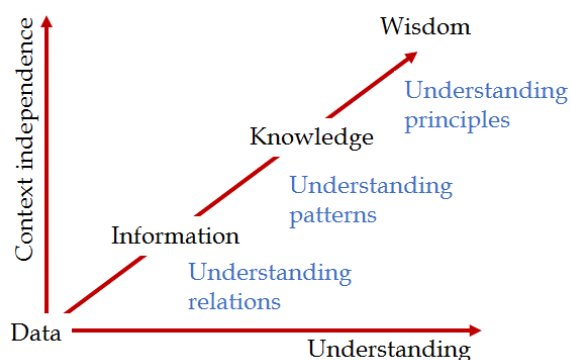 Wisdom
Understanding
principles
Knowledge
Understanding
patterns
Information
Understanding
relations
Data
Understanding
Context independence